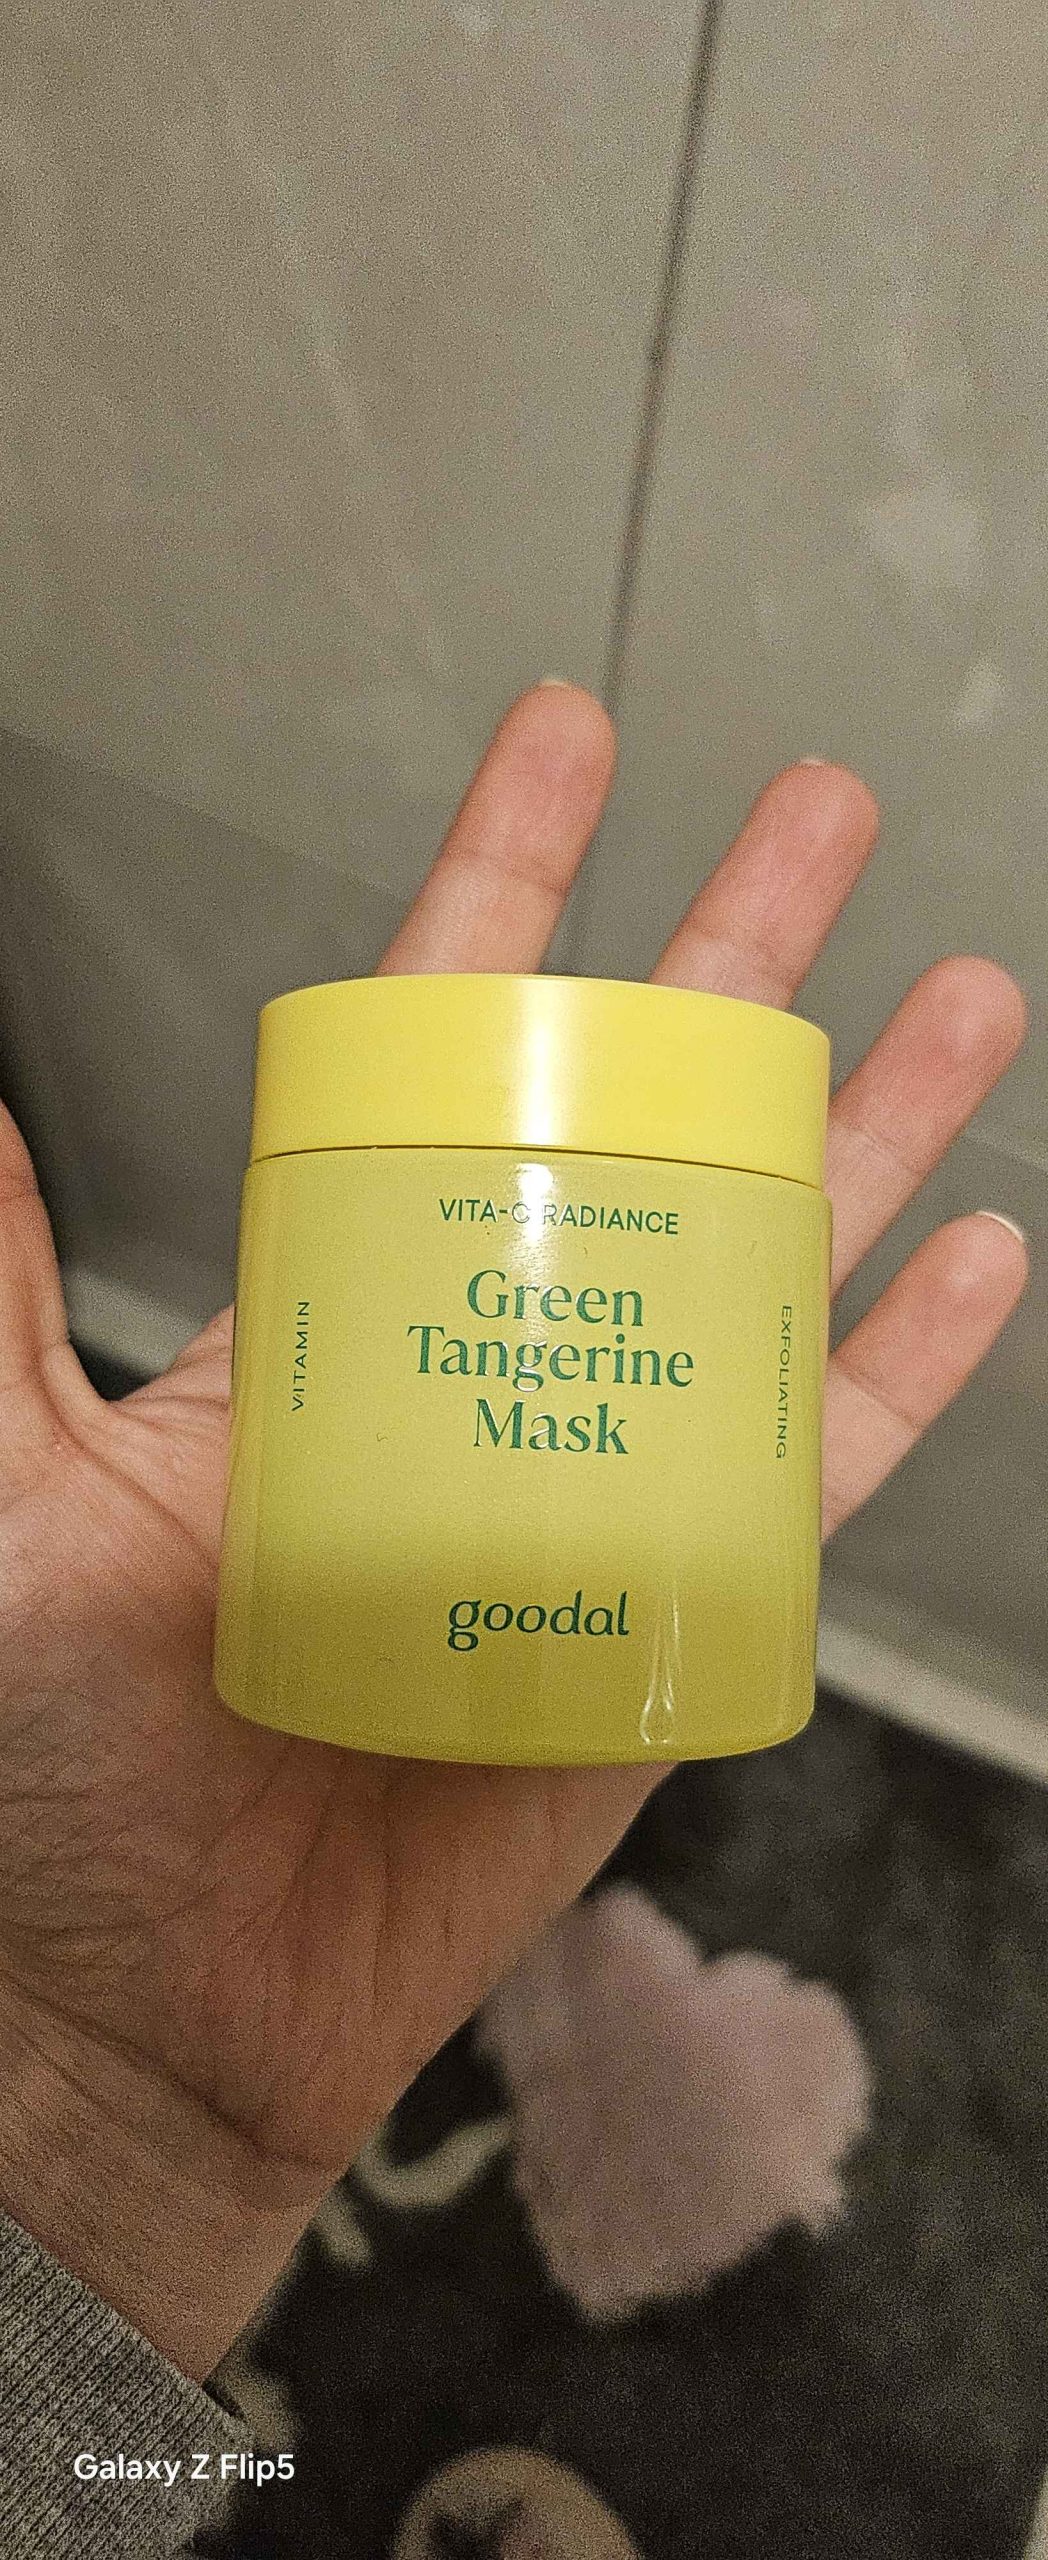 VITA-C RADIANCE
Green
Tangerine
Mask
VITAMIN
EXFOLIATING
goodal
Galaxy Z Flip5